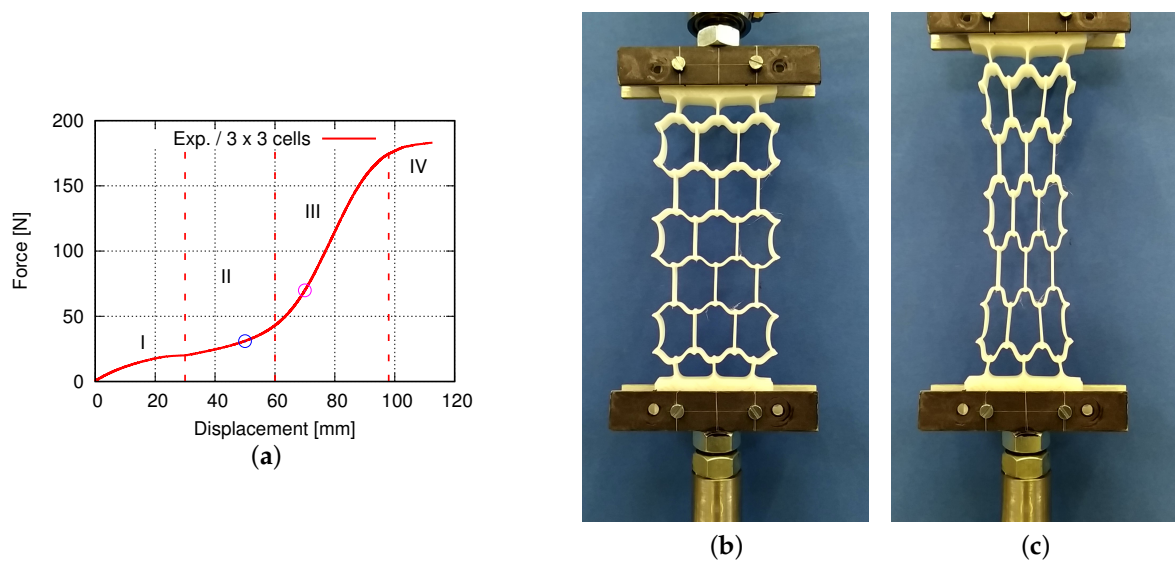 200
150
100
50
0
Force [N]
Exp. / 3 x 3 cells
I
II
III
IV
0 20 40 60 80 100 120
Displacement [mm]
(a)
(b)
(c)